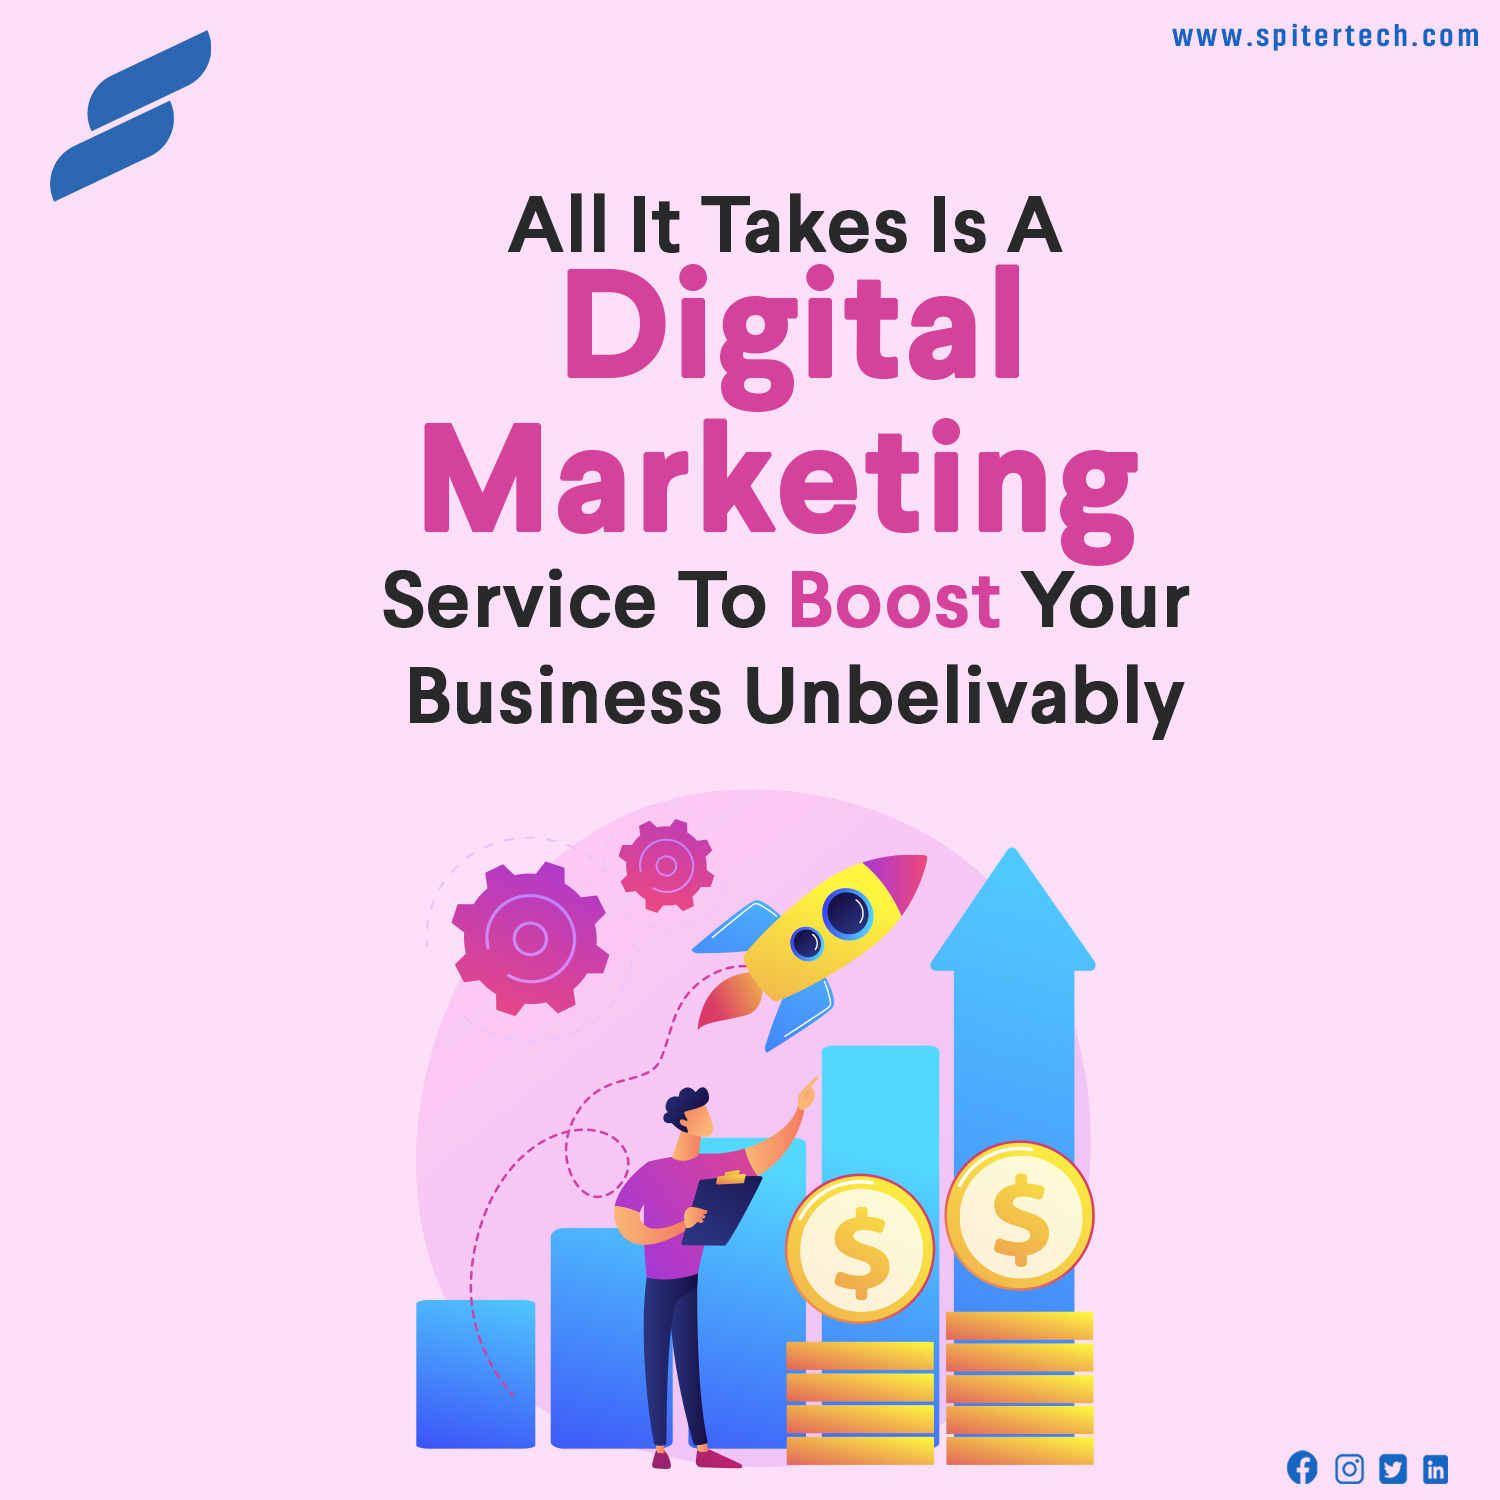 www.spitertech.com
All It Takes Is A
Digital
Marketing
Service To Boost Your
Business Unbelivably
$
$